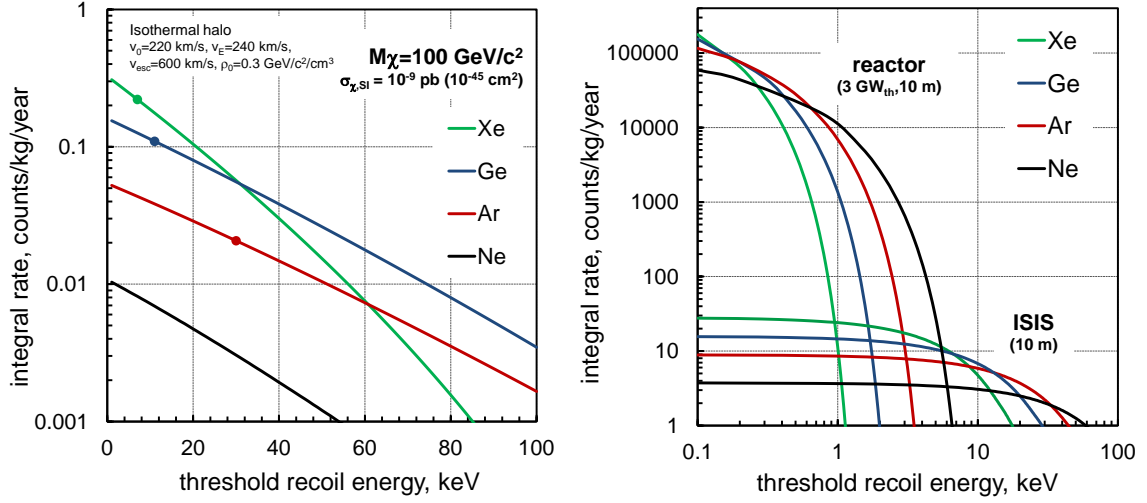 Isothermal halo
v0=220 km/s, vE=240 km/s,
vesc=600 km/s, ρ0=0.3 GeV/c2/cm3
Mχ=100 GeV/c2
σχ,SI = 10-9 pb (10-45 cm2)
Xe
Ge
Ar
Ne
1
0.1
0.01
0.001
0
20
40
60
80
100
integral rate, counts/kg/year
threshold recoil energy, keV
reactor
(3 GWth,10 m)
Xe
Ge
Ar
Ne
ISIS
(10 m)
100000
10000
1000
100
10
1
0.1
1
10
100
integral rate, counts/kg/year
threshold recoil energy, keV